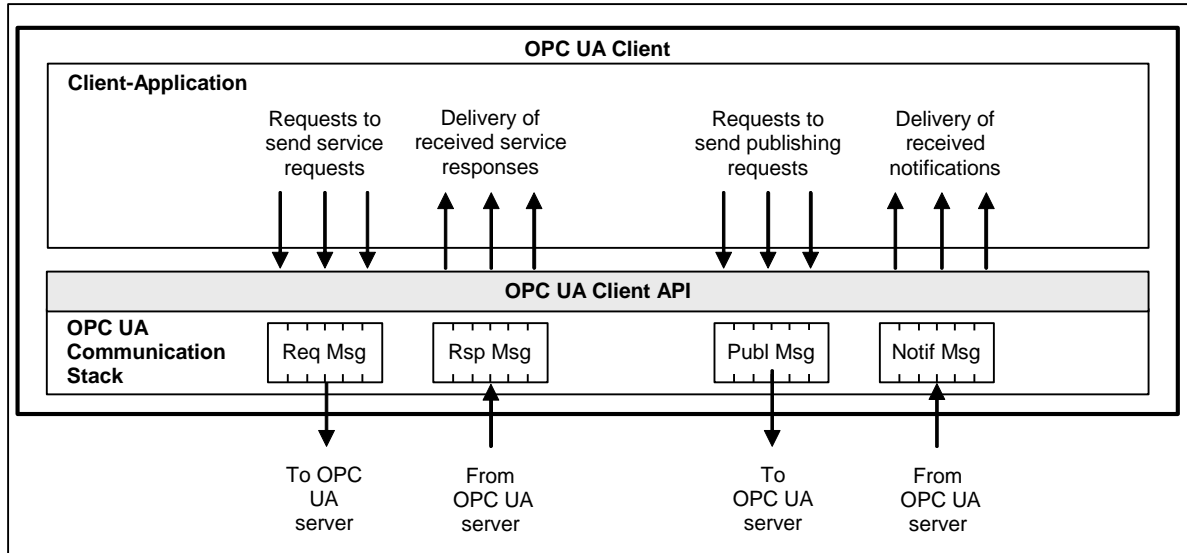 OPC UA Client
Client-Application
Requests to
send service
requests
Delivery of
received service
responses
Requests to
send publishing
requests
Delivery of
received
notifications
OPC UA Client API
OPC UA
Communication
Stack
Req Msg
Rsp Msg
Publ Msg
Notif Msg
To OPC
UA
server
From
OPC UA
server
To
OPC UA
server
From
OPC UA
server